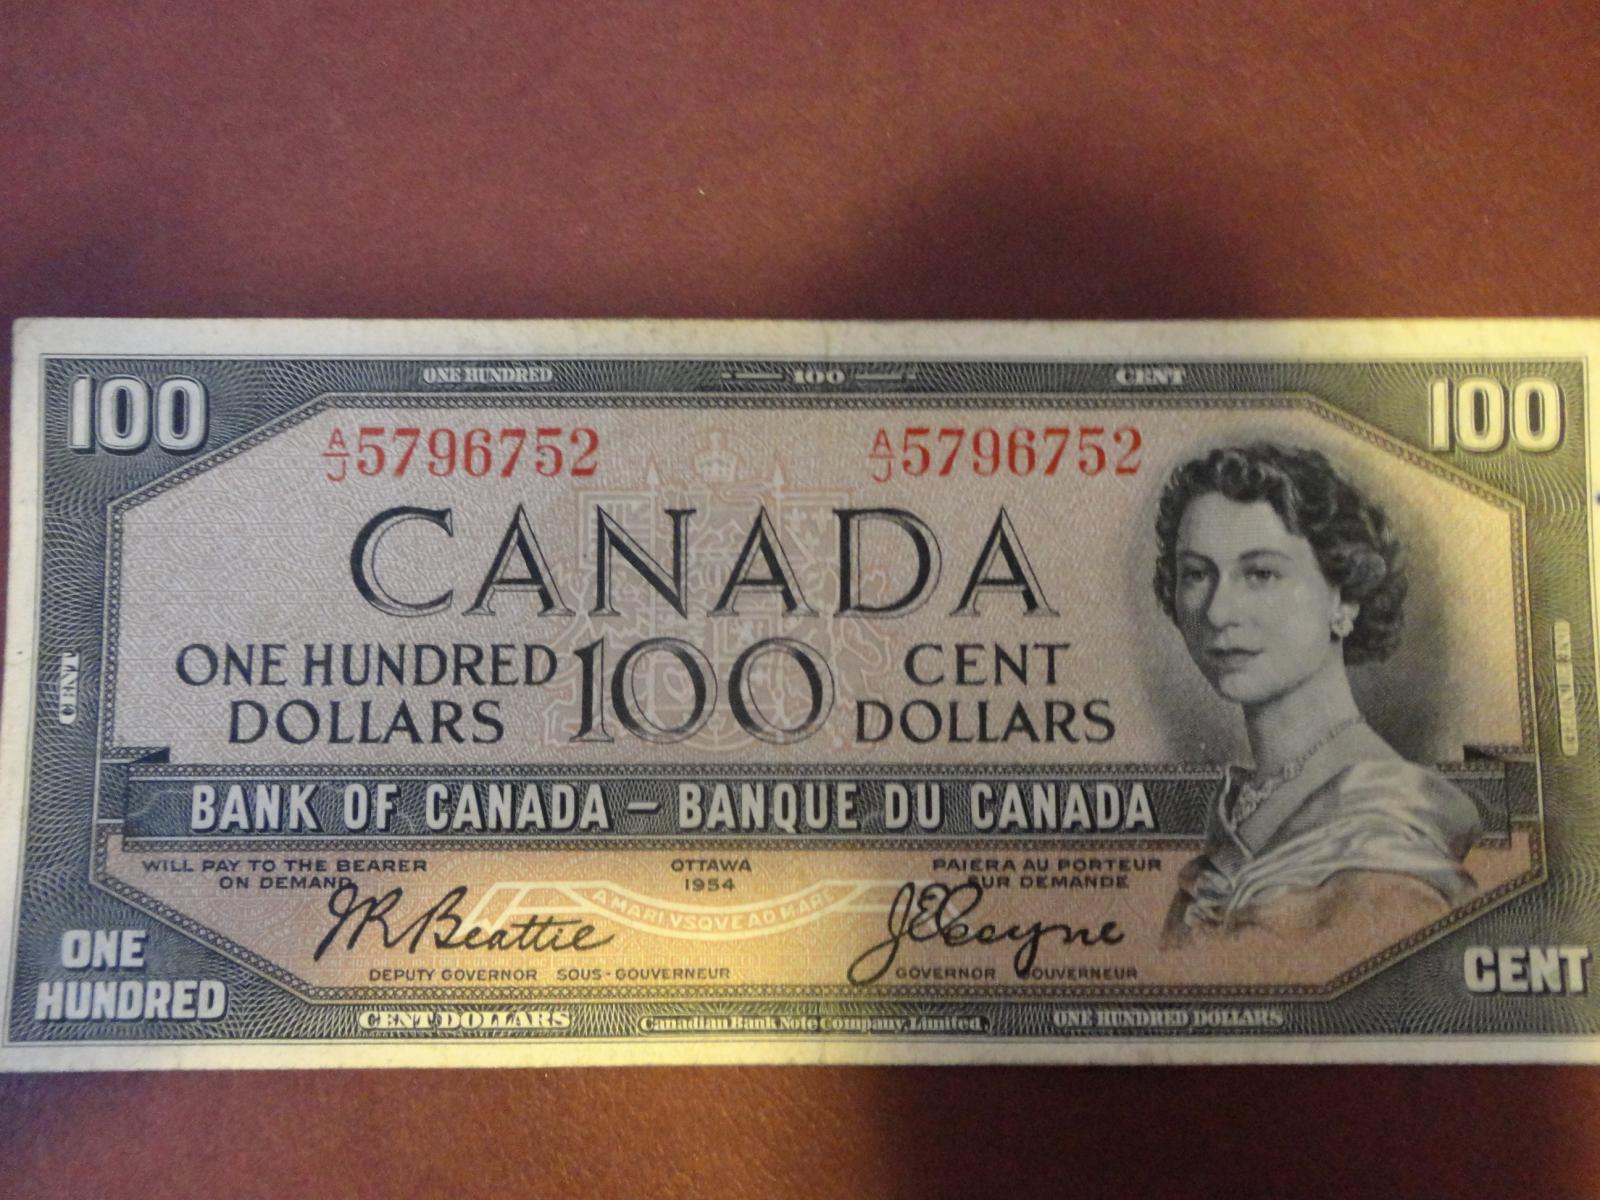 ONE HUNDRED 100 CENT
100 100
A/J 5796752 A/J 5796752
CANADA
ONE HUNDRED DOLLARS 100 CENT DOLLARS
CENT
BANK OF CANADA – BANQUE DU CANADA
WILL PAY TO THE BEARER ON DEMAND
OTTAWA
1954
PAIERA AU PORTEUR SUR DEMANDE
A MARI VSQVE AD MARE
JR Beattie
J E Coyne
DEPUTY GOVERNOR SOUS-GOUVERNEUR
GOVERNOR GOUVERNEUR
ONE HUNDRED
CENT
CENT DOLLARS Canadian Bank Note Company, Limited ONE HUNDRED DOLLARS